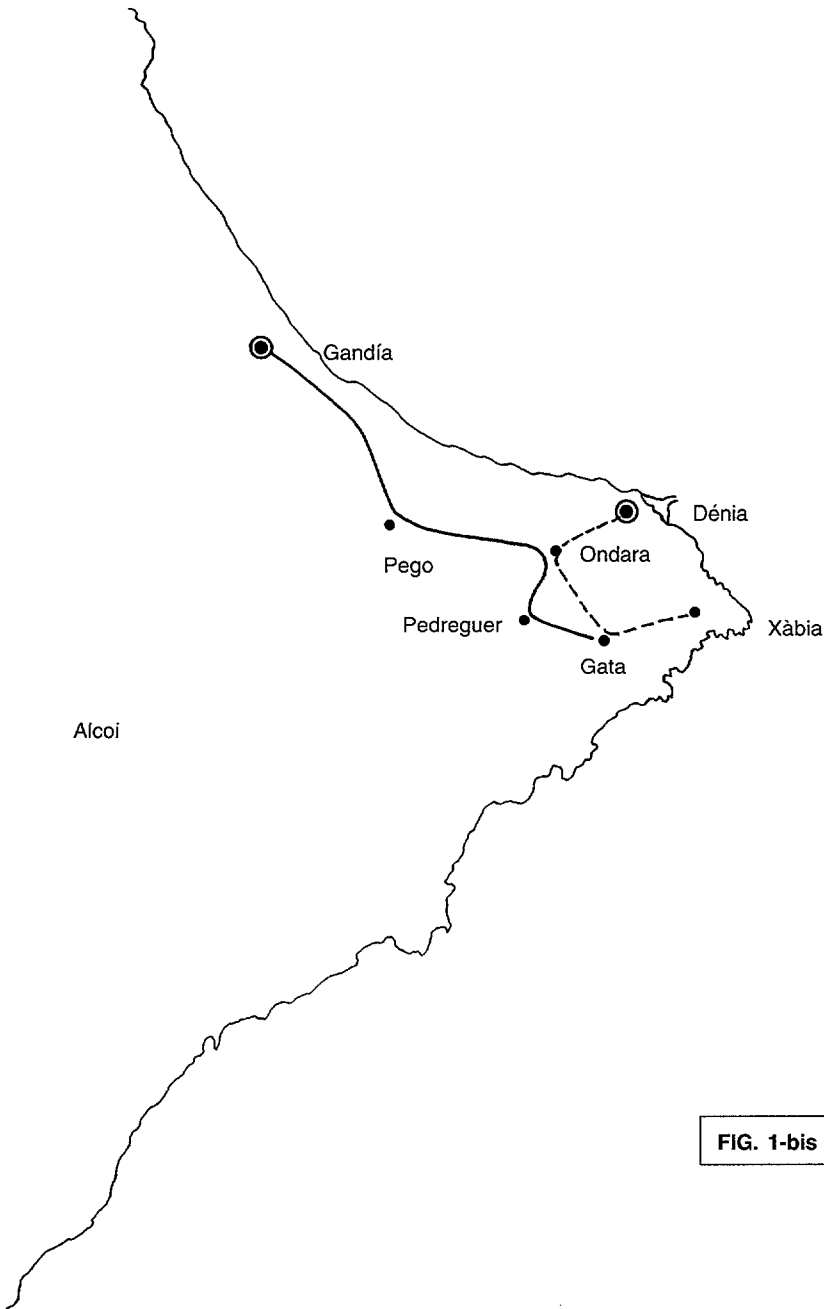 Gandía
Dénia
Ondara
Pego
Pedreguer
Xàbia
Gata
Alcoi
FIG. 1-bis